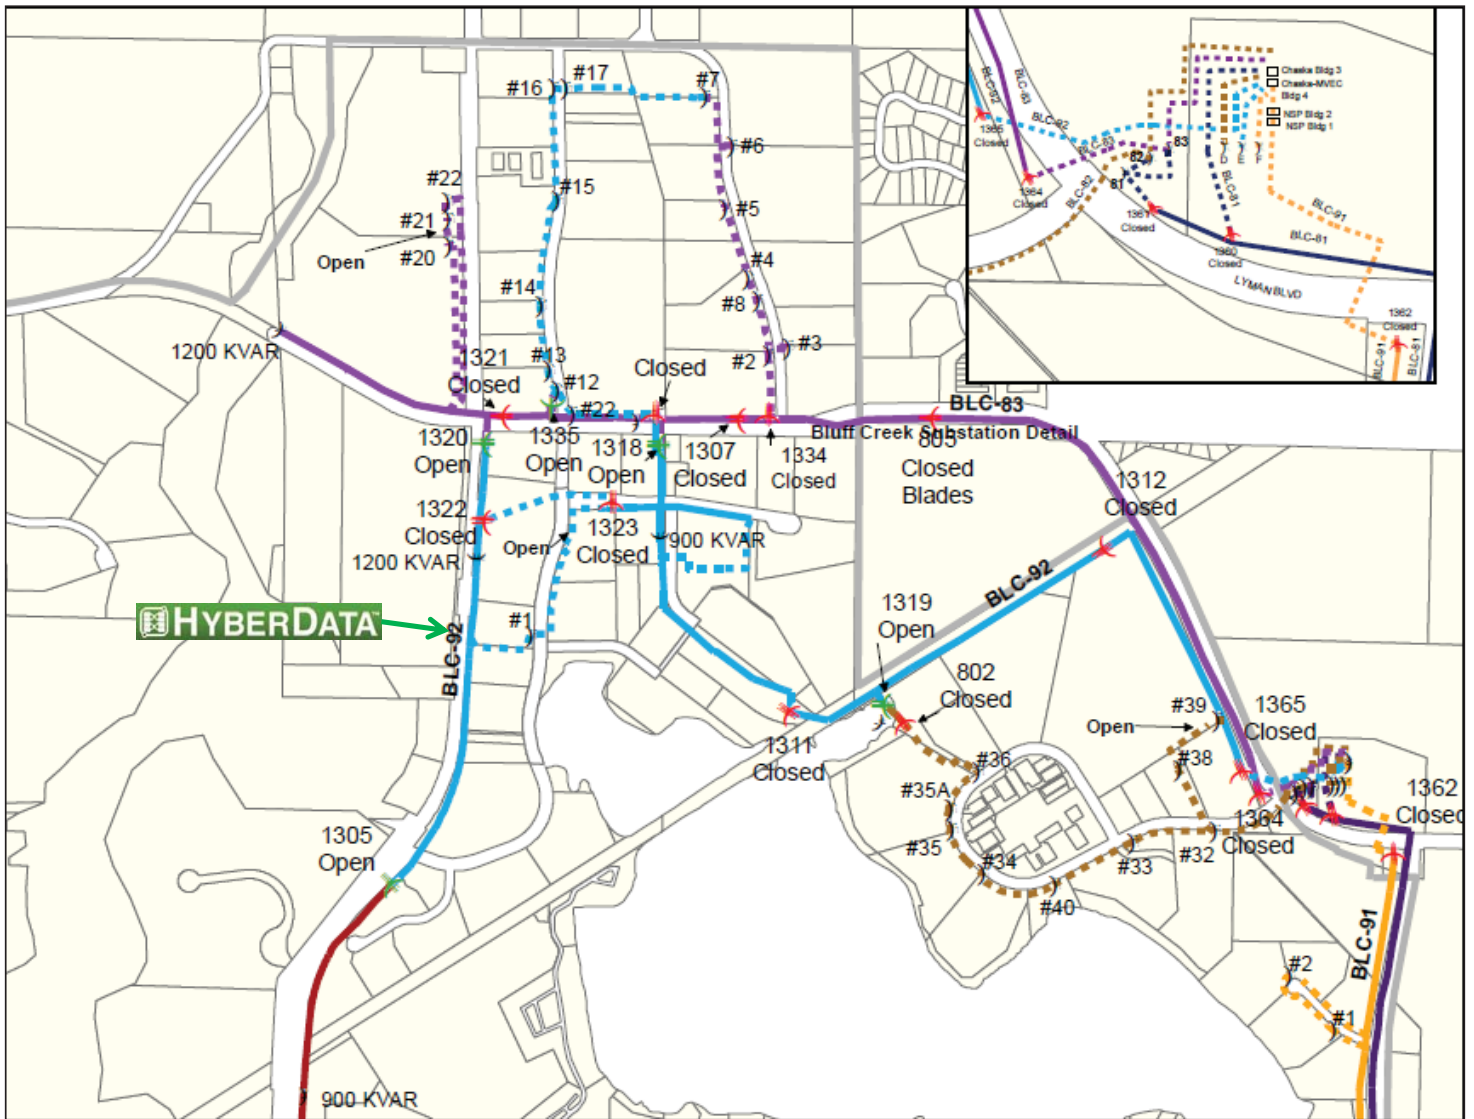 #16
#17
#7
#6
#15
#22
#5
#21
Open
#20
#4
#14
#8
1200 KVAR
1321
Closed
#13
#12
Closed
#2
#3
#22
BLC-83
Bluff Creek Substation Detail
1320
Open
1335
Open
1318
Open
1307
Closed
1334
Closed
805
Closed
Blades
1312
Closed
1322
Closed
1323
Closed
Open
900 KVAR
1200 KVAR
HYBERDATA™
#1
BLC-92
BLC-92
1319
Open
802
Closed
1311
Closed
#39
Open
1365
Closed
#38
#36
#35A
#35
#34
#40
#33
#32
1364
Closed
1362
Closed
1305
Open
BLC-91
#2
#1
900 KVAR
BLC-92
BLC-83
1365
Closed
BLC-92
BLC-83
82
83
81
1364
Closed
BLC-82
1361
Closed
1360
Closed
BLC-81
D
E
F
Chaska Bldg 3
Chaska-MVEC
Bldg 4
NSP Bldg 2
NSP Bldg 1
BLC-91
BLC-81
LYMAN BLVD
1362
Closed
BLC-91
BLC-81